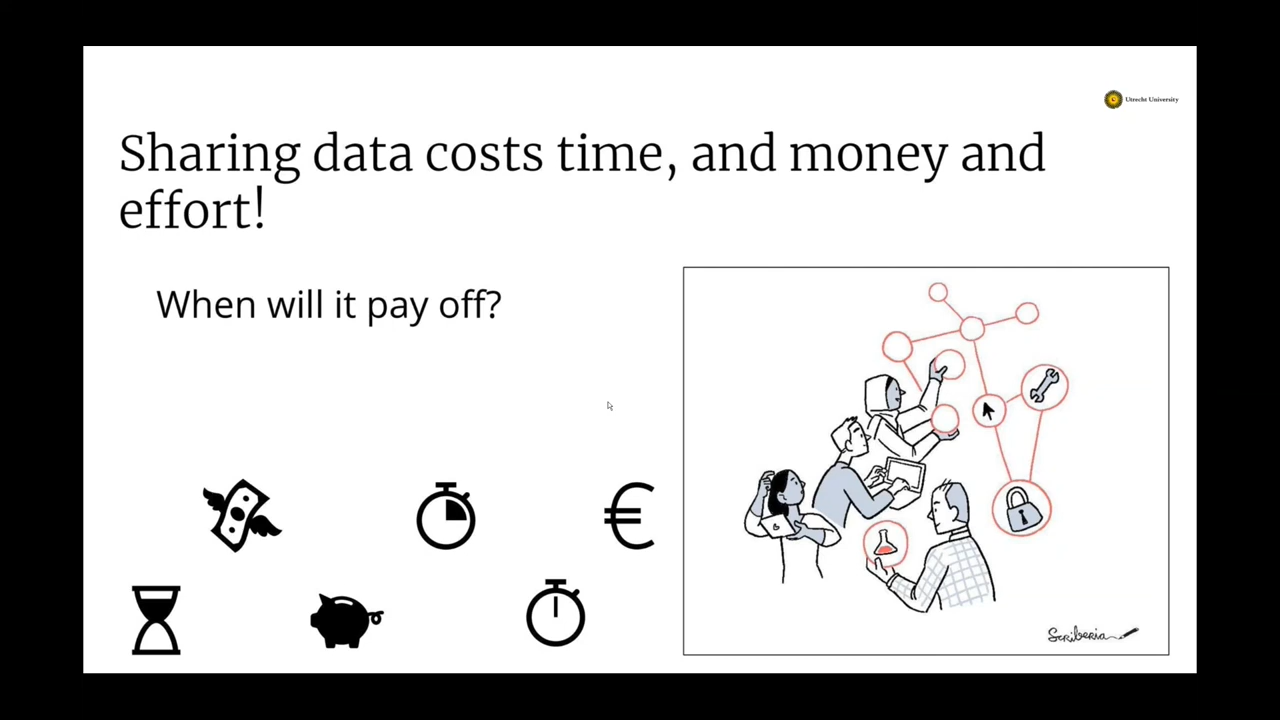 Utrecht University
Sharing data costs time, and money and
effort!
When will it pay off?
Scriberia